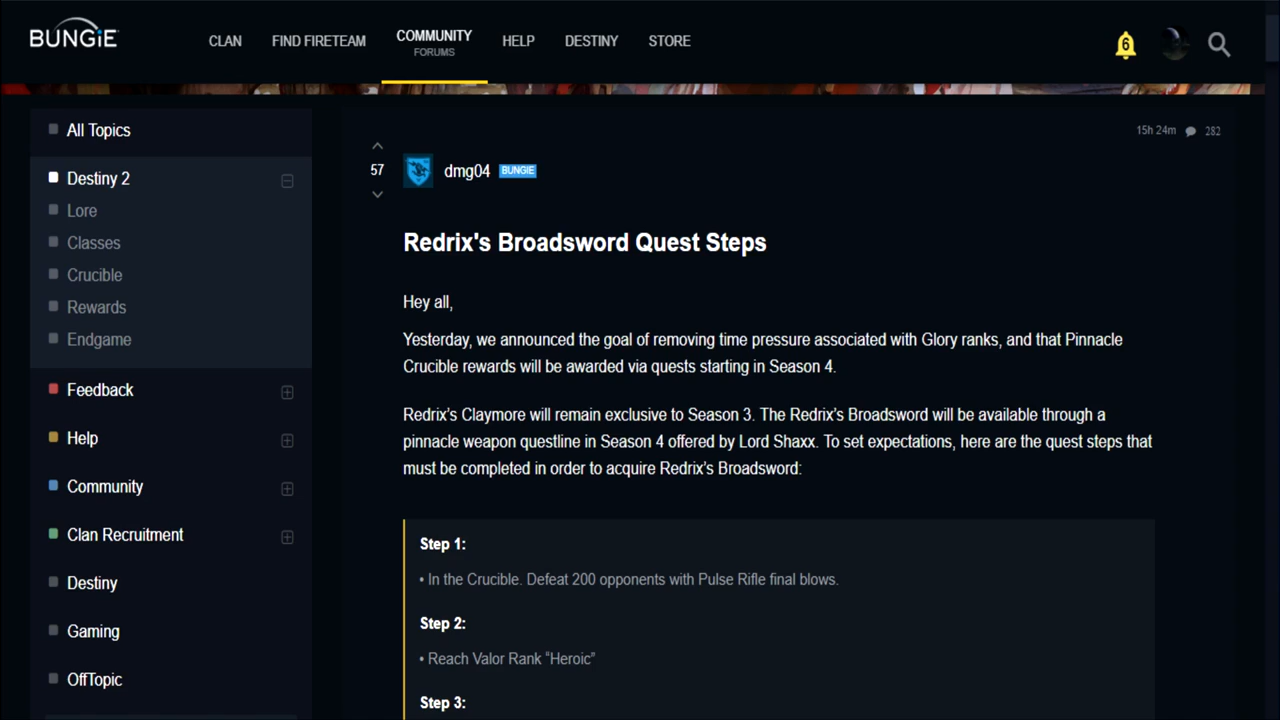 BUNGiE
CLAN
FIND FIRETEAM
COMMUNITY
FORUMS
HELP
DESTINY
STORE
6
All Topics
Destiny 2
Lore
Classes
Crucible
Rewards
Endgame
Feedback
Help
Community
Clan Recruitment
Destiny
Gaming
OffTopic
15h 24m 282
57
dmg04 BUNGIE
Redrix's Broadsword Quest Steps
Hey all,
Yesterday, we announced the goal of removing time pressure associated with Glory ranks, and that Pinnacle
Crucible rewards will be awarded via quests starting in Season 4.
Redrix’s Claymore will remain exclusive to Season 3. The Redrix’s Broadsword will be available through a
pinnacle weapon questline in Season 4 offered by Lord Shaxx. To set expectations, here are the quest steps that
must be completed in order to acquire Redrix’s Broadsword:
Step 1:
• In the Crucible. Defeat 200 opponents with Pulse Rifle final blows.
Step 2:
• Reach Valor Rank “Heroic”
Step 3: